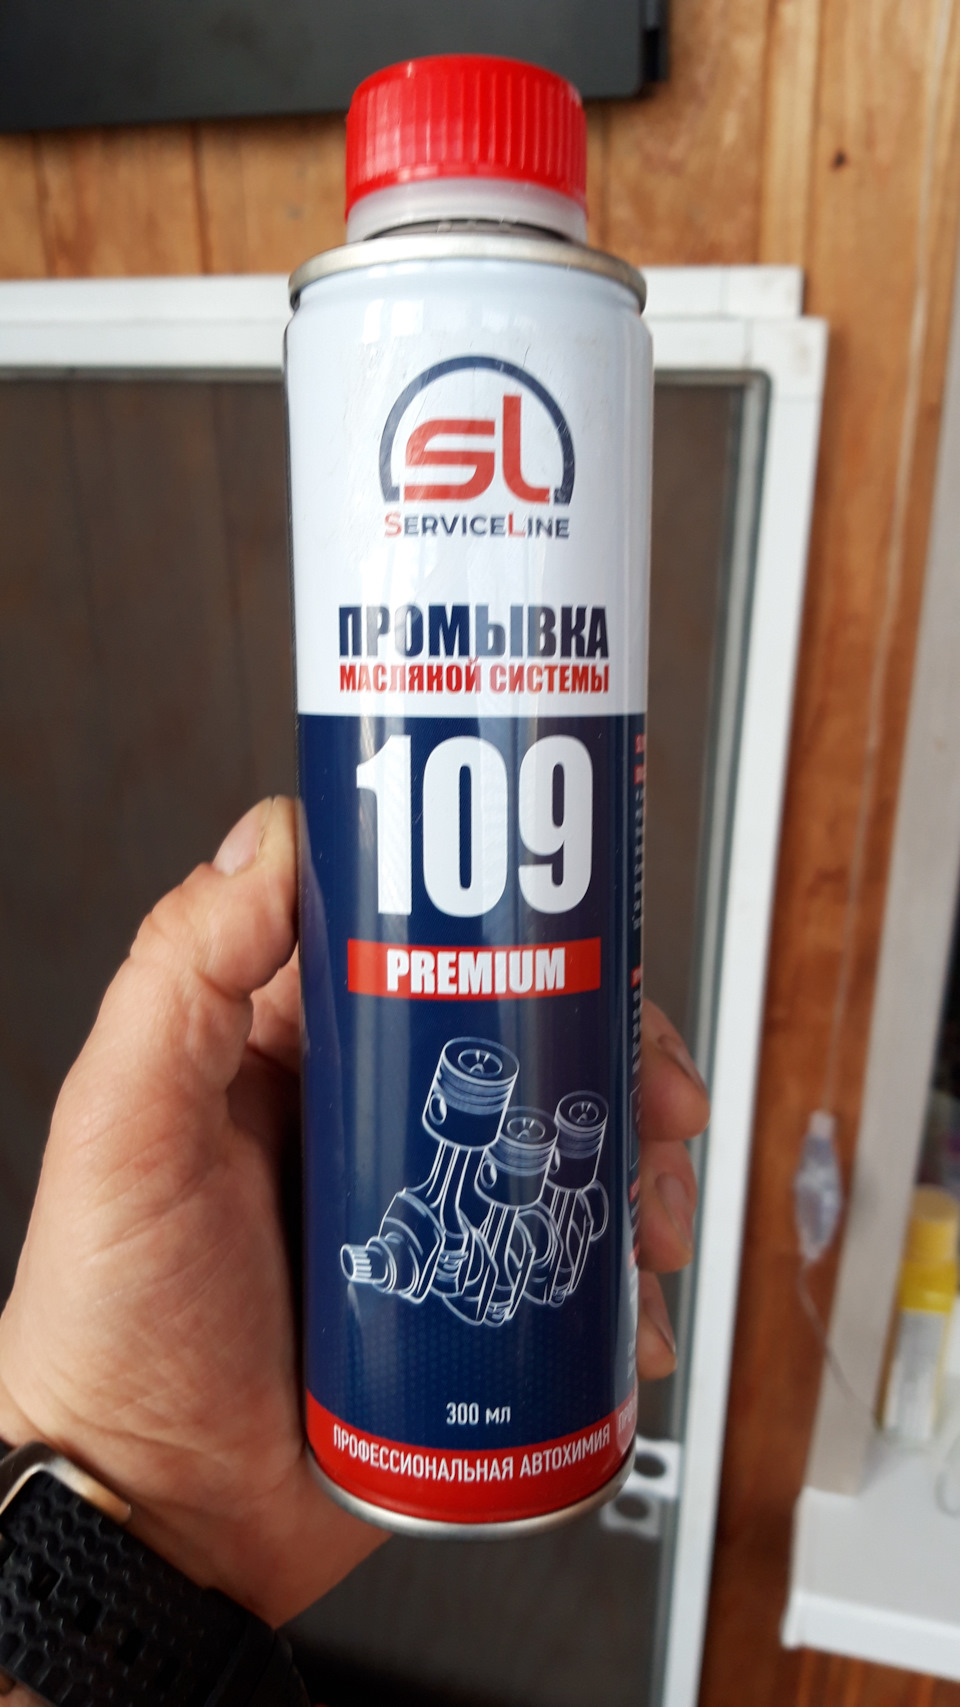 SL
SERVICELINE
ПРОМЫВКА
МАСЛЯНОЙ СИСТЕМЫ
109
PREMIUM
300 мл
ПРОФЕССИОНАЛЬНАЯ АВТОХИМИЯ